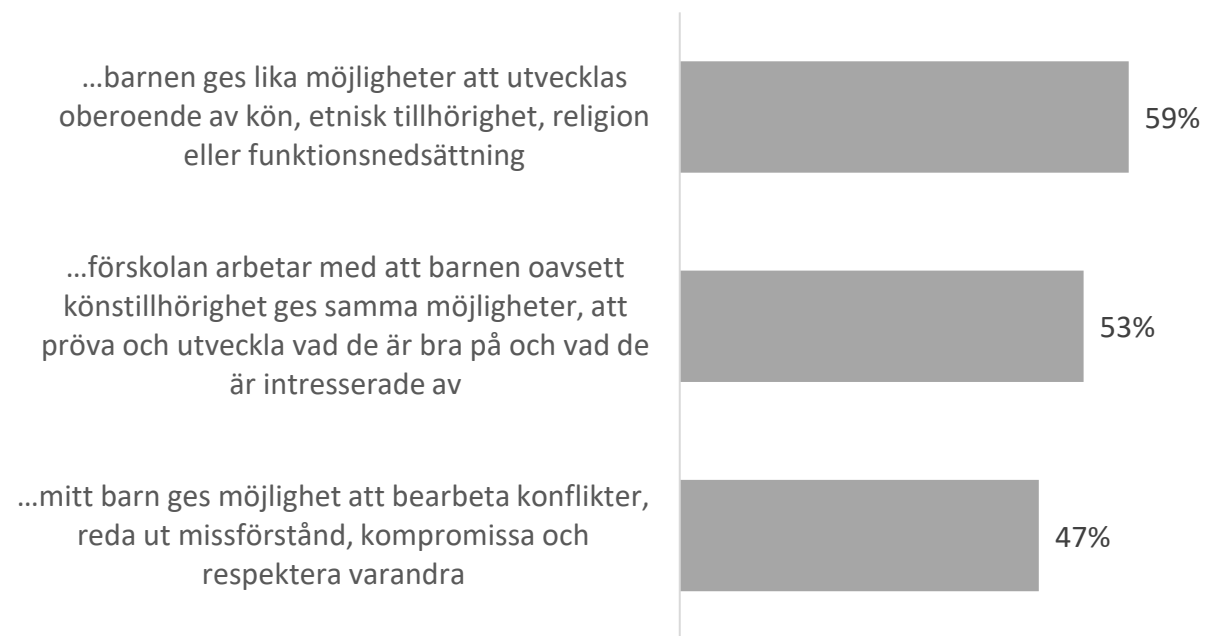 …barnen ges lika möjligheter att utvecklas
oberoende av kön, etnisk tillhörighet, religion
eller funktionsnedsättning
59%
…förskolan arbetar med att barnen oavsett
könstillhörighet ges samma möjligheter, att
pröva och utveckla vad de är bra på och vad de
är intresserade av
53%
…mitt barn ges möjlighet att bearbeta konflikter,
reda ut missförstånd, kompromissa och
respektera varandra
47%